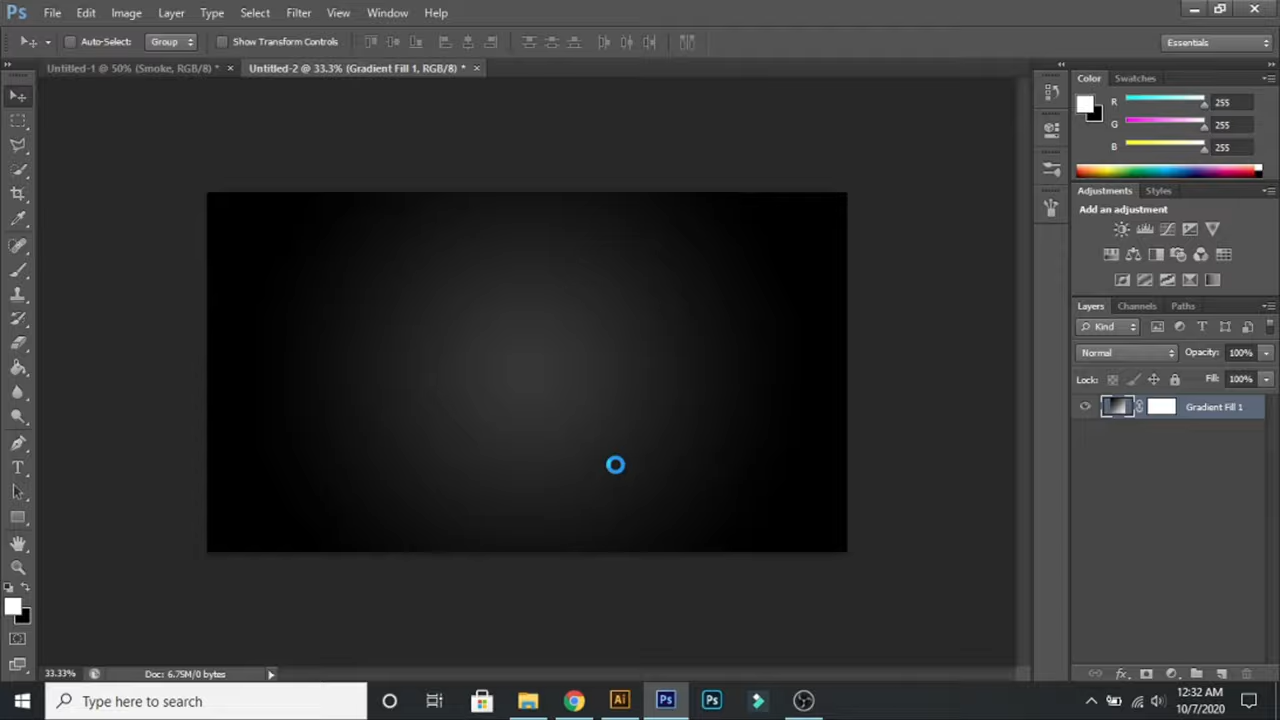 Ps File Edit Image Layer Type Select Filter View Window Help
Auto-Select: Group Show Transform Controls Essentials
Untitled-1 @ 50% (Smoke, RGB/8) * × Untitled-2 @ 33.3% (Gradient Fill 1, RGB/8) * ×
Color Swatches
R 255
G 255
B 255
Adjustments Styles
Add an adjustment
Layers Channels Paths
Kind
Normal Opacity: 100%
Lock: Fill: 100%
Gradient Fill 1
33.33% Doc: 6.75M/0 bytes
Type here to search Ai Ps Ps 12:32 AM
10/7/2020